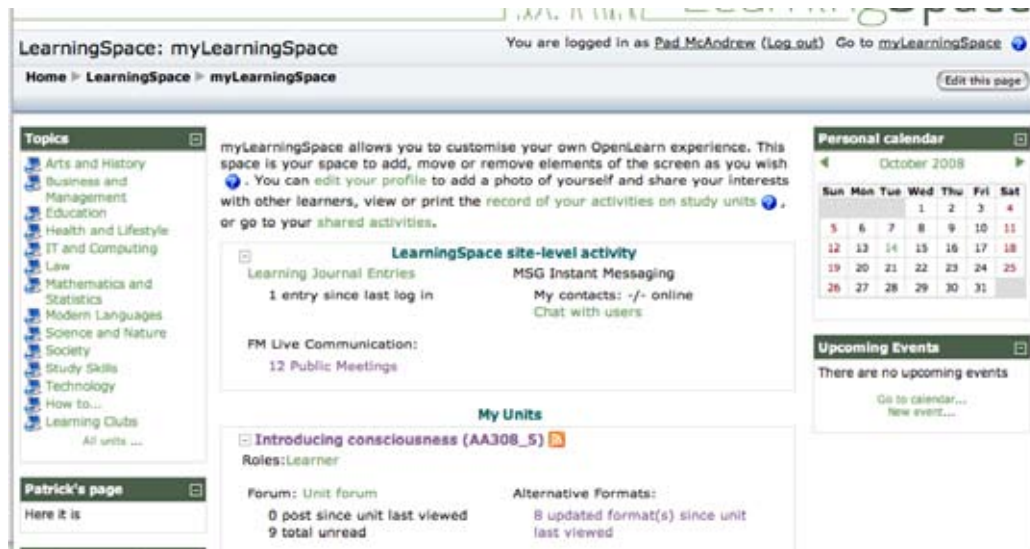 LearningSpace: myLearningSpace
You are logged in as Pad McAndrew (Log out) Go to myLearningSpace
Home LearningSpace myLearningSpace
Edit this page
Topics
Arts and History
Business and
Management
Education
Health and Lifestyle
IT and Computing
Law
Mathematics and
Statistics
Modern Languages
Science and Nature
Society
Study Skills
Technology
How to...
Learning Clubs
All units ...
Patrick's page
Here it is
myLearningSpace allows you to customise your own OpenLearn experience. This
space is your space to add, move or remove elements of the screen as you wish
. You can edit your profile to add a photo of yourself and share your interests
with other learners, view or print the record of your activities on study units ,
or go to your shared activities.
LearningSpace site-level activity
Learning Journal Entries
1 entry since last log in
MSG Instant Messaging
My contacts: -/- online
Chat with users
FM Live Communication:
12 Public Meetings
My Units
Introducing consciousness (AA308_5)
Roles:Learner
Forum: Unit forum
0 post since unit last viewed
9 total unread
Alternative Formats:
8 updated format(s) since unit
last viewed
Personal calendar
October 2008
Sun Mon Tue Wed Thu Fri Sat
1 2 3 4
5 6 7 8 9 10 11
12 13 14 15 16 17 18
19 20 21 22 23 24 25
26 27 28 29 30 31
Upcoming Events
There are no upcoming events
Go to calendar...
New event...